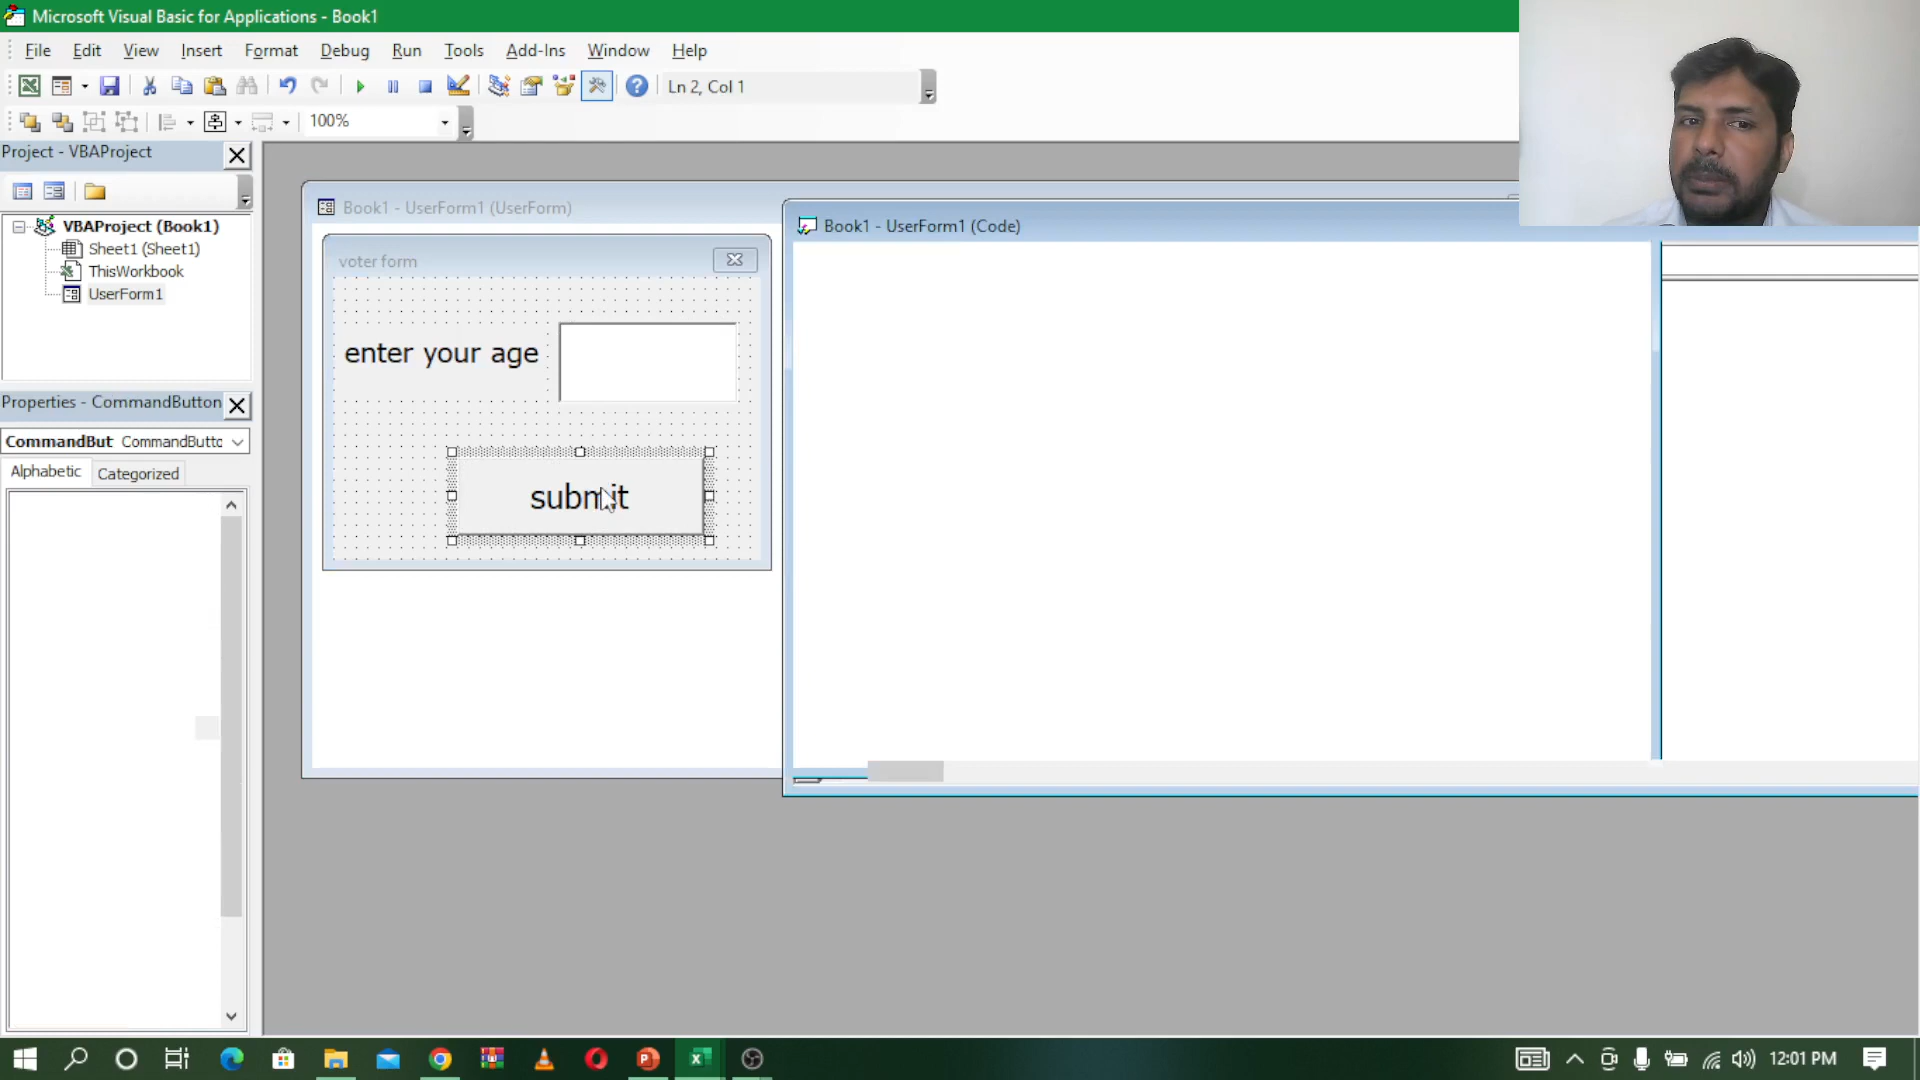 Microsoft Visual Basic for Applications - Book1
File Edit View Insert Format Debug Run Tools Add-Ins Window Help
Ln 2, Col 1
100%
Project - VBAProject
VBAProject (Book1)
Sheet1 (Sheet1)
ThisWorkbook
UserForm1
Properties - CommandButton
CommandBut CommandButtc
Alphabetic Categorized
Book1 - UserForm1 (UserForm)
voter form
enter your age
submit
Book1 - UserForm1 (Code)
12:01 PM